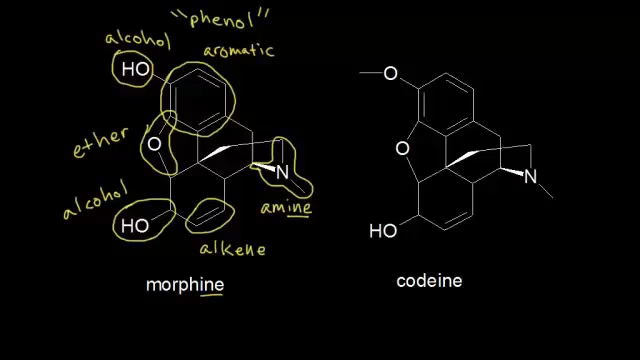 "phenol"
alcohol
aromatic
HO
O
ether
O
O
N
N
alcohol
amine
HO
HO
alkene
morphine
codeine